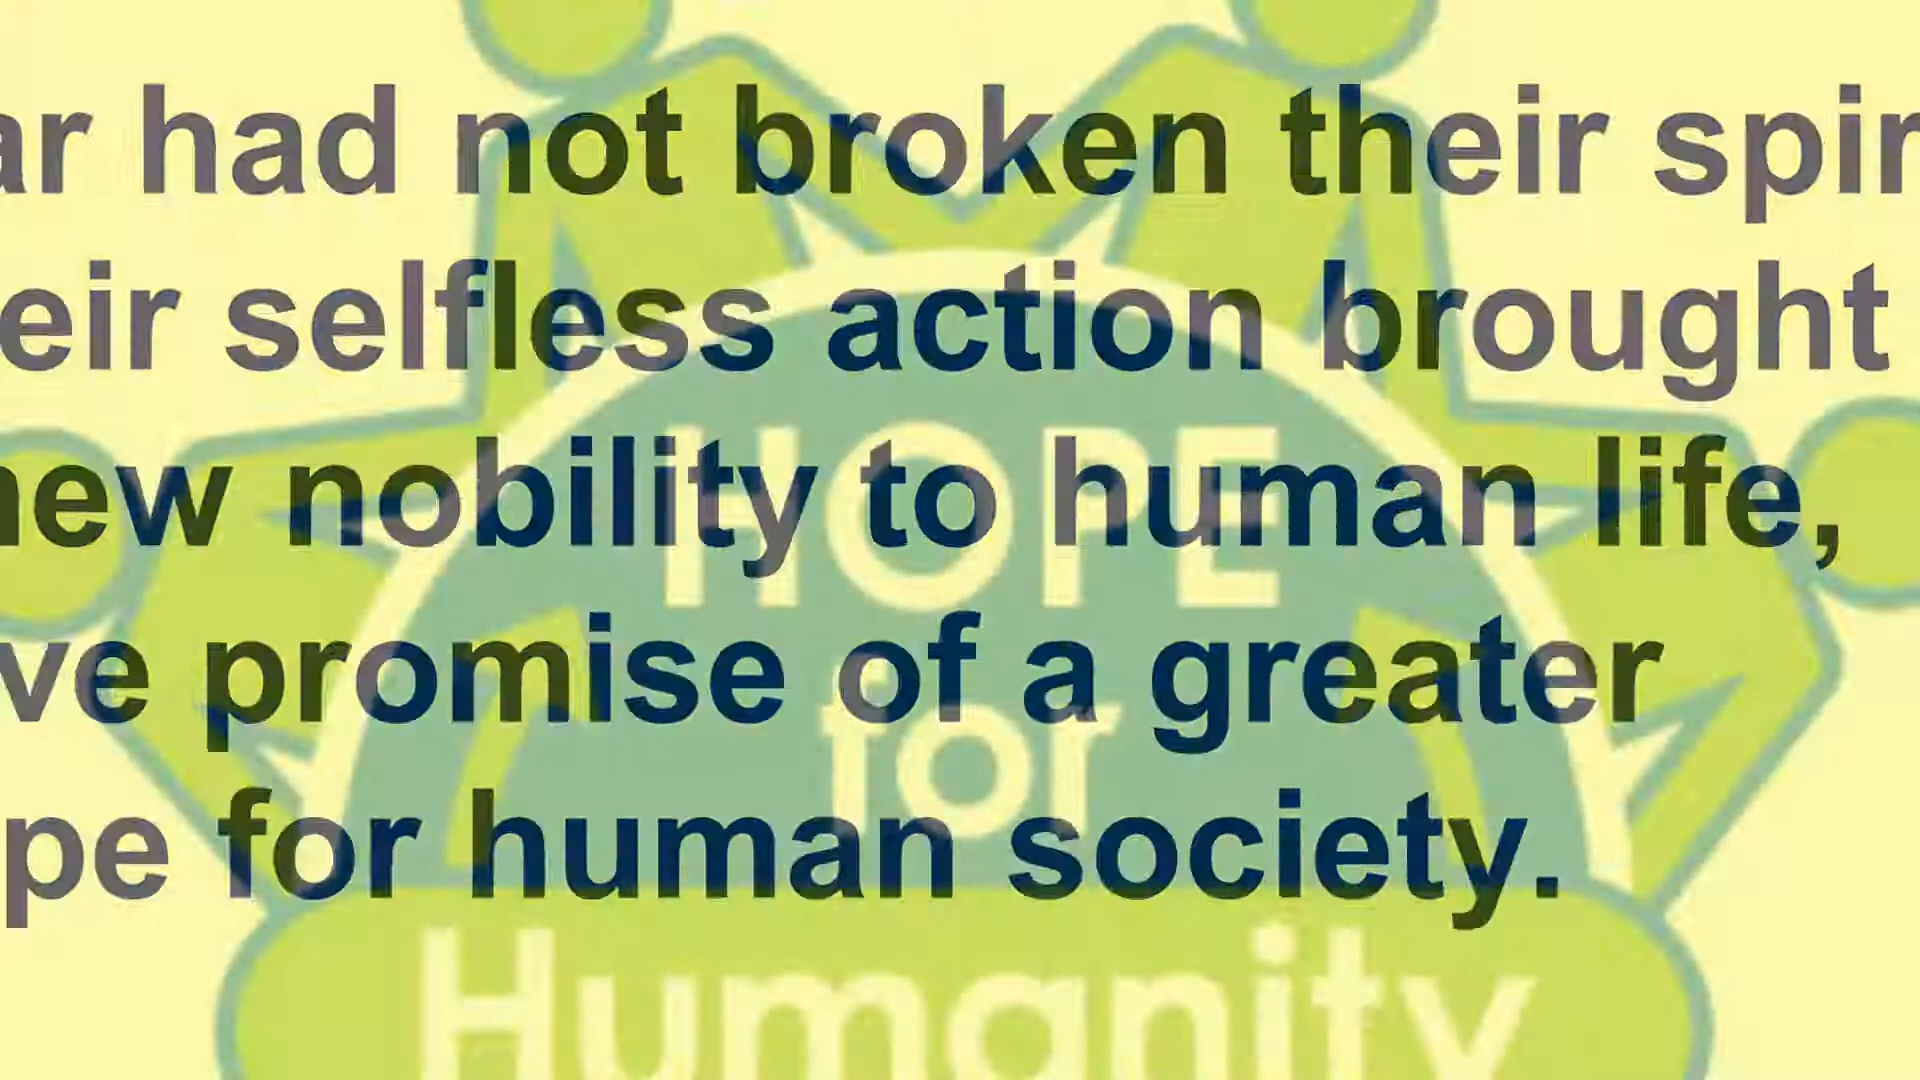 ar had not broken their spir
eir selfless action brought
new nobility to human life,
ve promise of a greater
pe for human society.
HOPE
for
Humanity